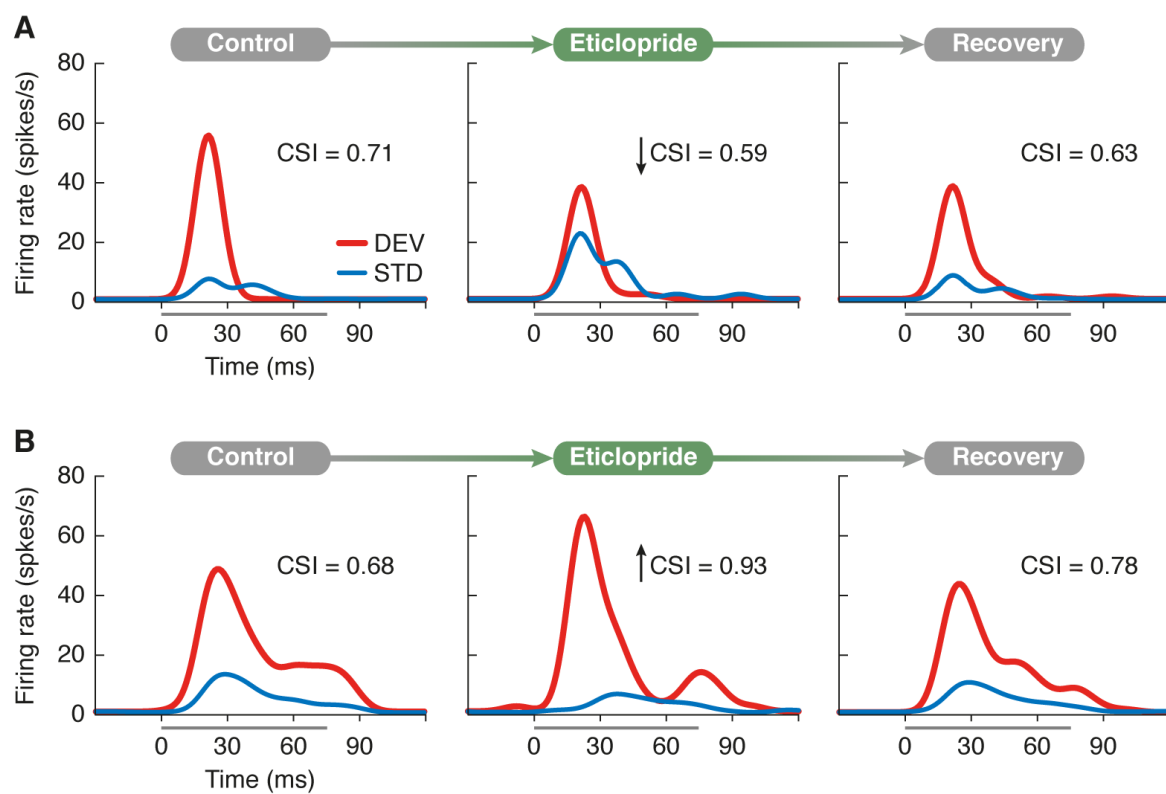 A
Control
Eticlopride
Recovery
Firing rate (spikes/s)
80
60
40
20
0
CSI = 0.71
DEV
STD
CSI = 0.59
CSI = 0.63
0 30 60 90
0 30 60 90
0 30 60 90
Time (ms)
B
Control
Eticlopride
Recovery
Firing rate (spkes/s)
80
60
40
20
0
CSI = 0.68
CSI = 0.93
CSI = 0.78
0 30 60 90
0 30 60 90
0 30 60 90
Time (ms)